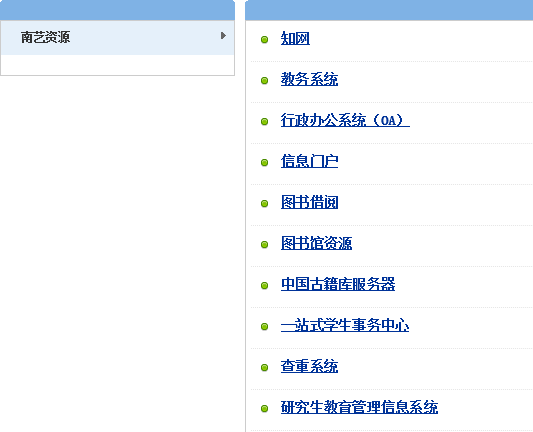 南艺资源
知网
教务系统
行政办公系统（OA）
信息门户
图书借阅
图书馆资源
中国古籍库服务器
一站式学生事务中心
查重系统
研究生教育管理信息系统